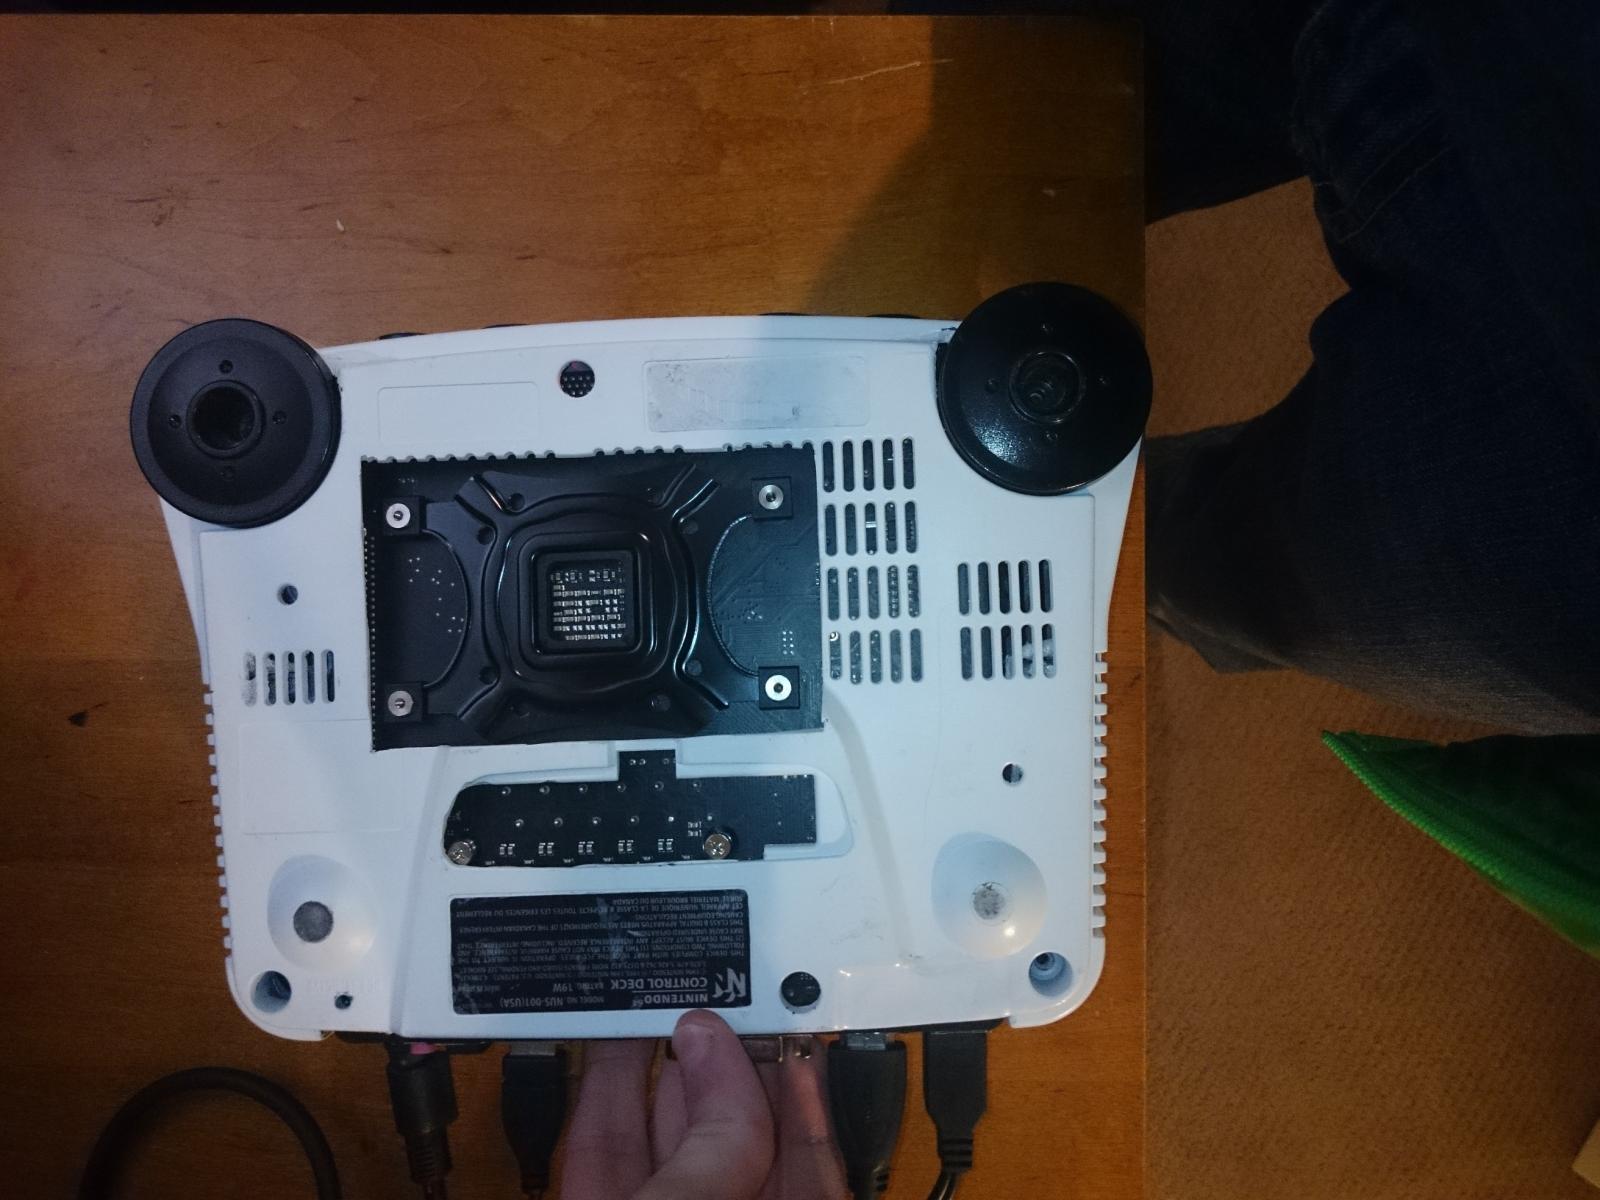 NINTENDO⁶⁴
CONTROL DECK
MODEL NO. NUS-001(USA)
RATING: 19W
THIS DEVICE COMPLIES WITH PART 15 OF THE FCC RULES. OPERATION IS SUBJECT TO THE
FOLLOWING TWO CONDITIONS: (1) THIS DEVICE MAY NOT CAUSE HARMFUL INTERFERENCE, AND
(2) THIS DEVICE MUST ACCEPT ANY INTERFERENCE RECEIVED, INCLUDING INTERFERENCE THAT
MAY CAUSE UNDESIRED OPERATION.
THIS CLASS B DIGITAL APPARATUS MEETS ALL REQUIREMENTS OF THE CANADIAN INTERFERENCE-
CAUSING EQUIPMENT REGULATIONS.
CET APPAREIL NUMERIQUE DE LA CLASSE B RESPECTE TOUTES LES EXIGENCES DU REGLEMENT
SUR LE MATERIEL BROUILLEUR DU CANADA.